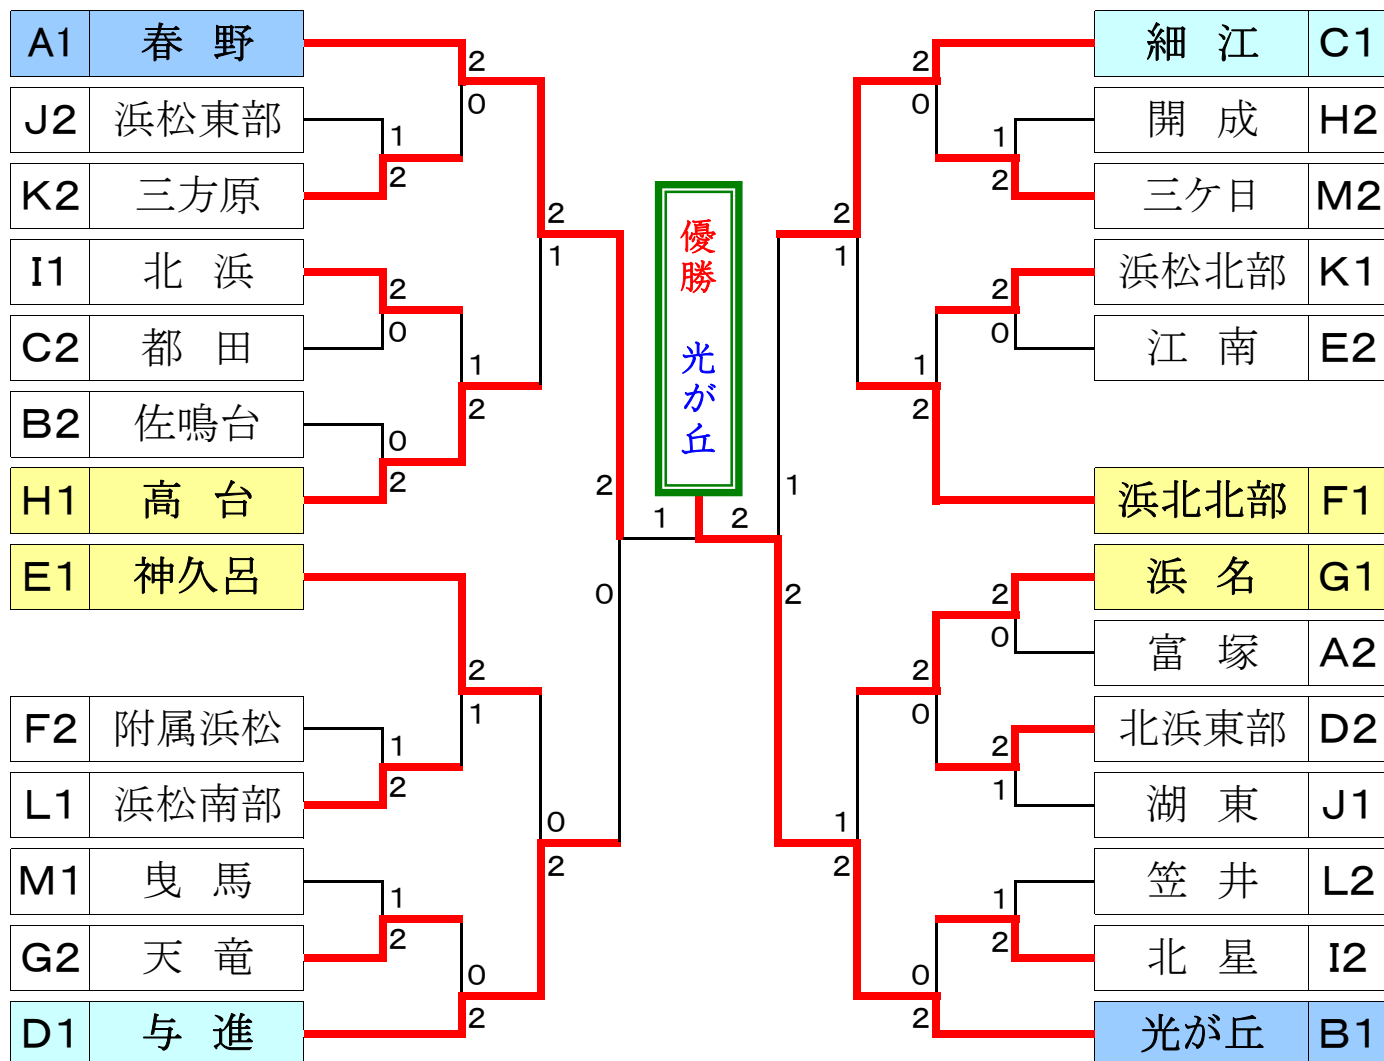 A1 春 野
J2 浜松東部
K2 三方原
I1 北 浜
C2 都 田
B2 佐鳴台
H1 高 台
E1 神久呂
F2 附属浜松
L1 浜松南部
M1 曳 馬
G2 天 竜
D1 与 進
2
0
1
2
2
1
2
0
1
2
0
2
2
1
1
2
0
2
1
2
0
2
2
0
1 2
優勝 光が丘
1
2
2
0
1
2
2
1
2
0
1
2
2
0
2
0
2
1
1
2
1
2
0
2
細 江 C1
開 成 H2
三ケ日 M2
浜松北部 K1
江 南 E2
浜北北部 F1
浜 名 G1
富 塚 A2
北浜東部 D2
湖 東 J1
笠 井 L2
北 星 I2
光が丘 B1